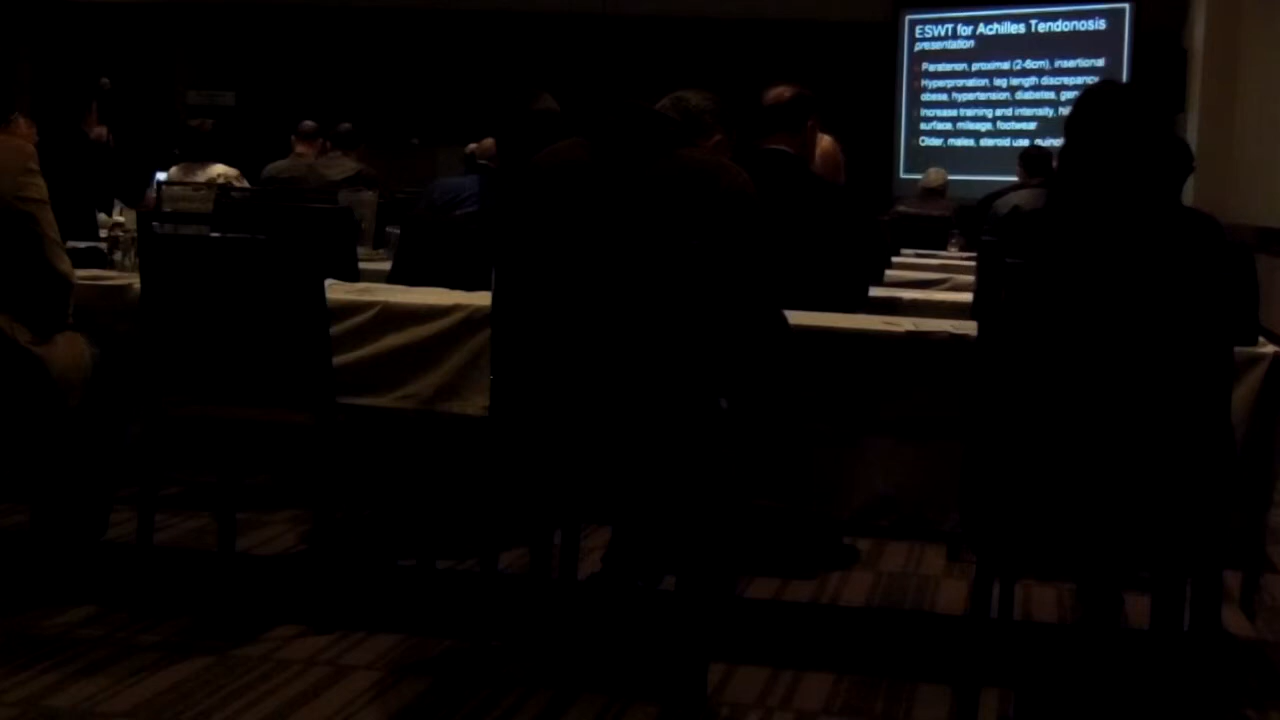 ESWT for Achilles Tendonosis
presentation
Paratenon, proximal (2-6cm), insertional
Hyperpronation, leg length discrepancy
obese, hypertension, diabetes,
Increase training and intensity,
surface, mileage, footwear
Older, males, steroid use,